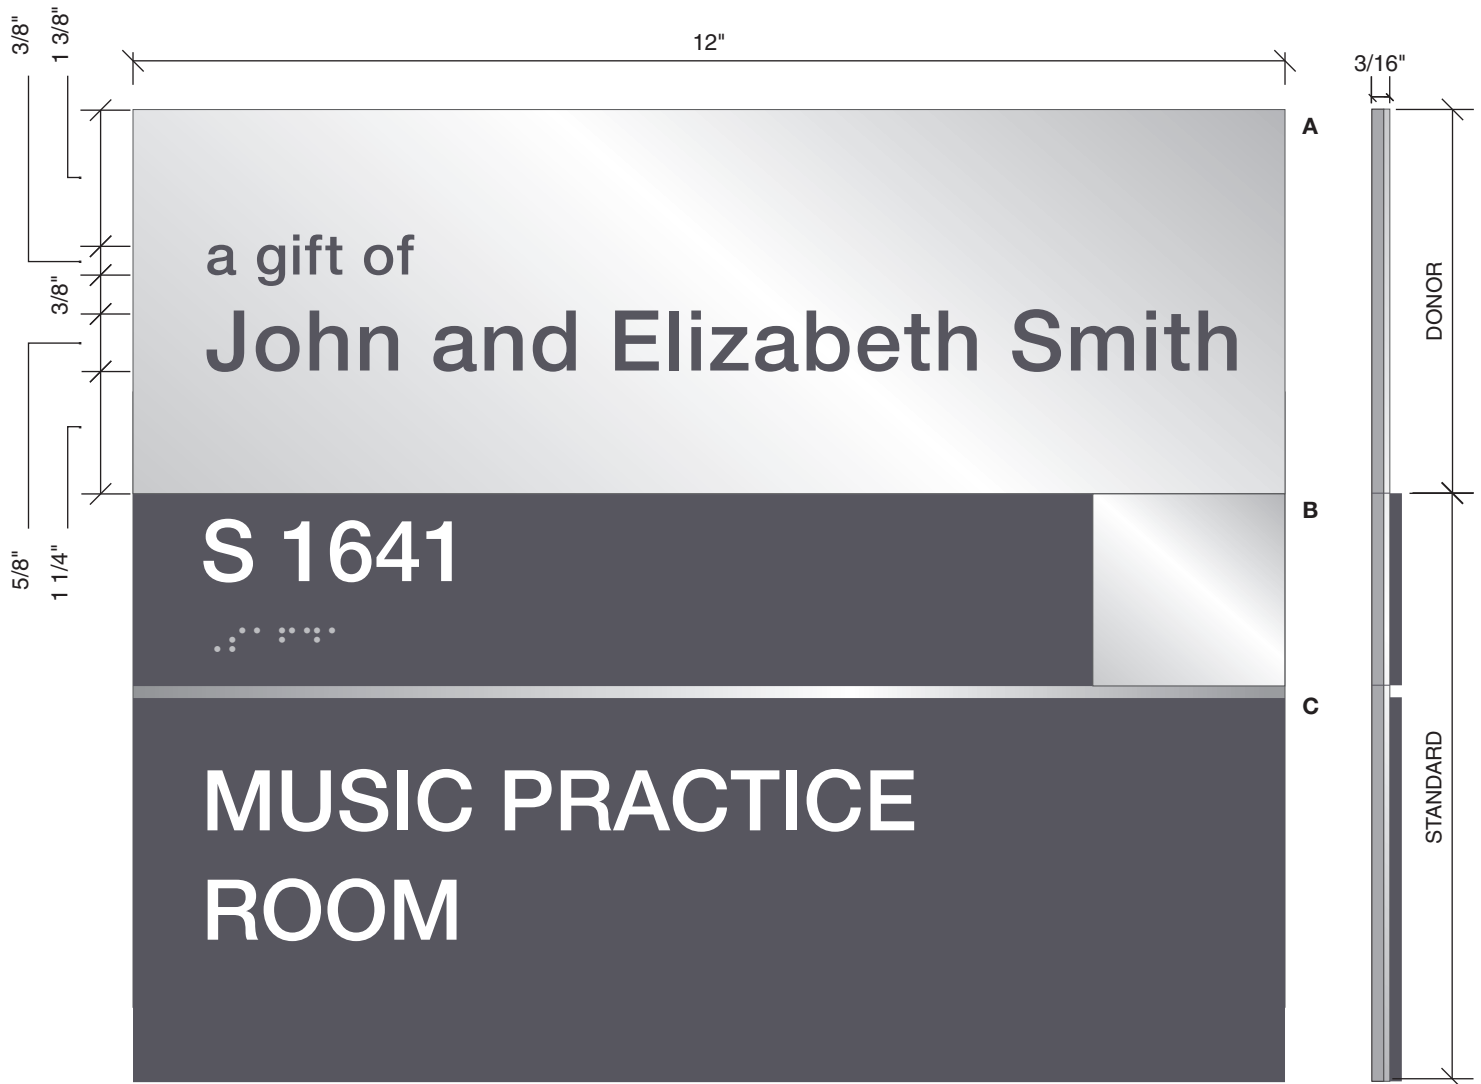 3/8"
1 3/8"
12"
3/16"
A
a gift of
3/8"
John and Elizabeth Smith
DONOR
5/8"
1 1/4"
B
S 1641
⠠⠎ ⠁⠋⠙⠁
C
MUSIC PRACTICE
ROOM
STANDARD